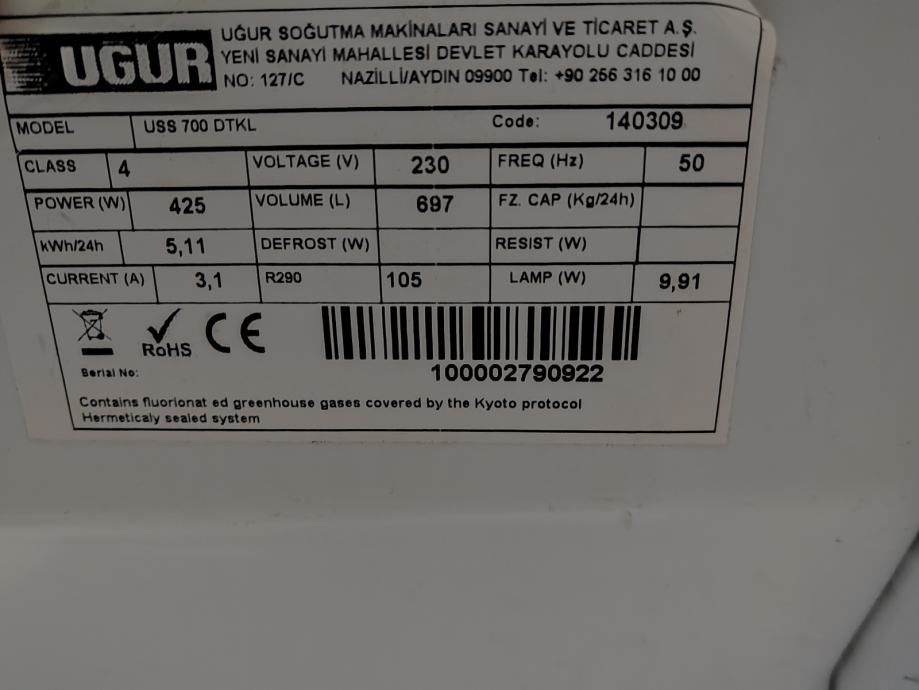 UGUR
UĞUR SOĞUTMA MAKİNALARI SANAYİ VE TİCARET A.Ş.
YENİ SANAYİ MAHALLESİ DEVLET KARAYOLU CADDESİ
NO: 127/C NAZİLLİ/AYDIN 09900 Tel: +90 256 316 10 00
MODEL USS 700 DTKL Code: 140309
CLASS 4 VOLTAGE (V) 230 FREQ (Hz) 50
POWER (W) 425 VOLUME (L) 697 FZ. CAP (Kg/24h)
kWh/24h 5,11 DEFROST (W) RESIST (W)
CURRENT (A) 3,1 R290 105 LAMP (W) 9,91
RoHS CE
Serial No: 100002790922
Contains fluorionat ed greenhouse gases covered by the Kyoto protocol
Hermeticaly sealed system